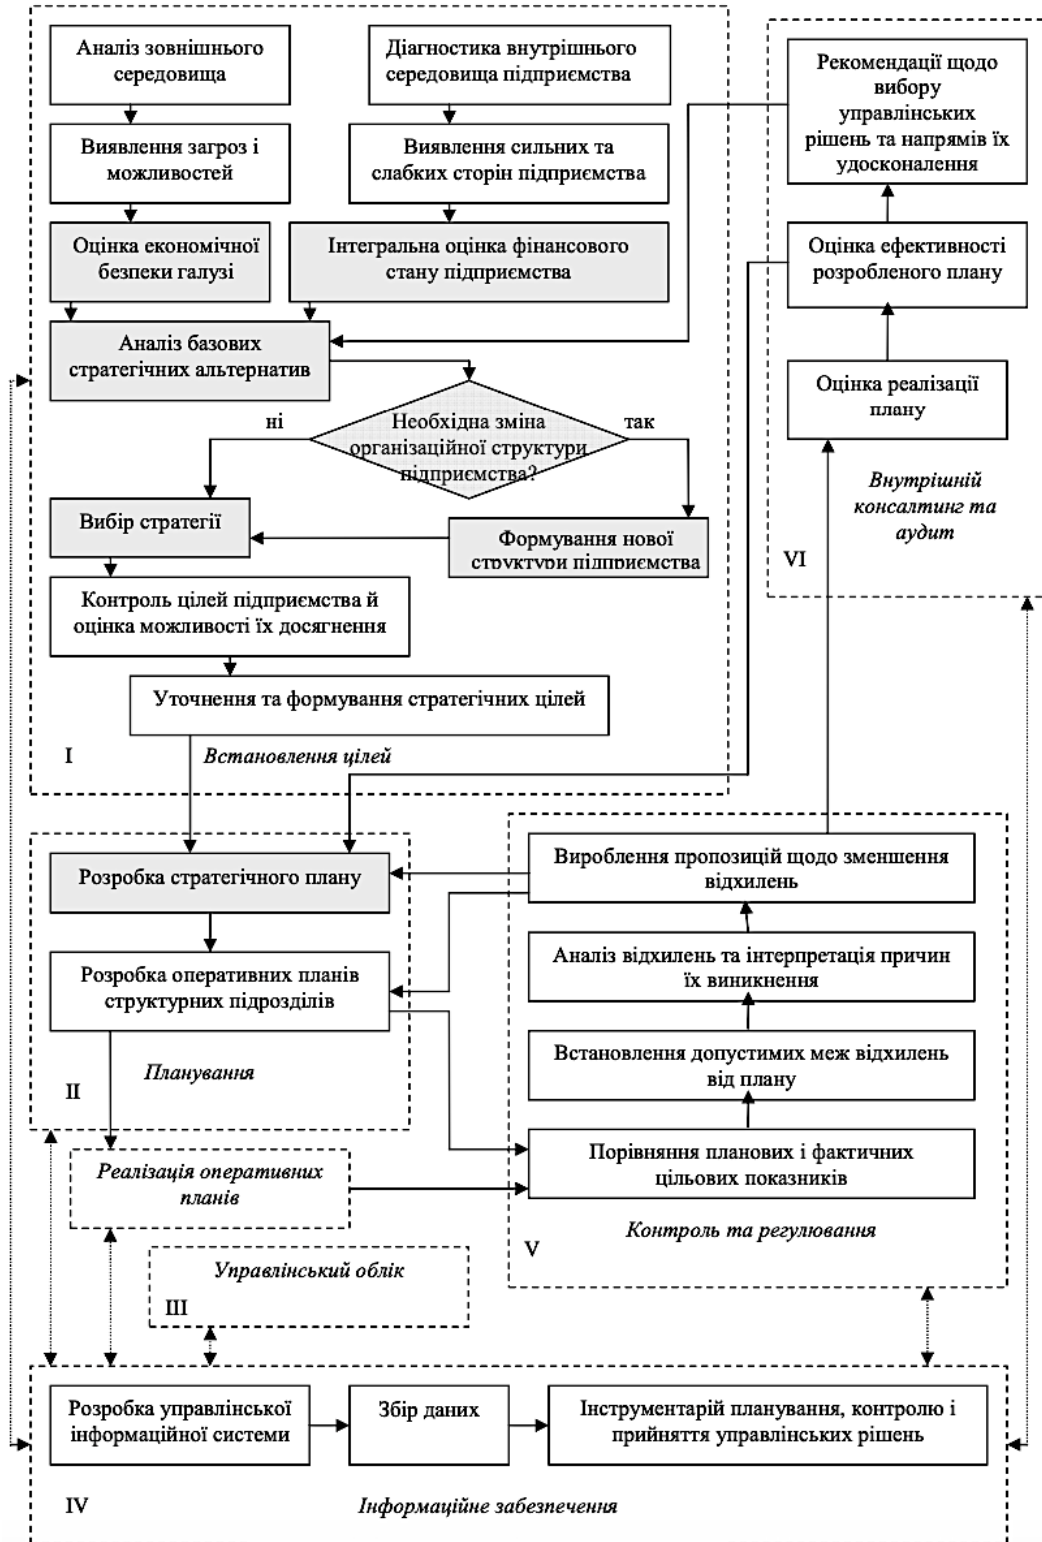 Аналіз зовнішнього
середовища
Діагностика внутрішнього
середовища підприємства
Виявлення загроз і
можливостей
Виявлення сильних та
слабких сторін підприємства
Оцінка економічної
безпеки галузі
Інтегральна оцінка фінансового
стану підприємства
Аналіз базових
стратегічних альтернатив
ні
Необхідна зміна
організаційної структури
підприємства?
так
Вибір стратегії
Формування нової
структури підприємства
Контроль цілей підприємства й
оцінка можливості їх досягнення
Уточнення та формування стратегічних цілей
I
Встановлення цілей
Рекомендації щодо
вибору
управлінських
рішень та напрямів їх
удосконалення
Оцінка ефективності
розробленого плану
Оцінка реалізації
плану
Внутрішній
консалтинг та
аудит
VI
Розробка стратегічного плану
Розробка оперативних планів
структурних підрозділів
Планування
II
Вироблення пропозицій щодо зменшення
відхилень
Аналіз відхилень та інтерпретація причин
їх виникнення
Встановлення допустимих меж відхилень
від плану
Порівняння планових і фактичних
цільових показників
Контроль та регулювання
V
Реалізація оперативних
планів
Управлінський облік
III
Розробка управлінської
інформаційної системи
Збір даних
Інструментарій планування, контролю і
прийняття управлінських рішень
IV
Інформаційне забезпечення